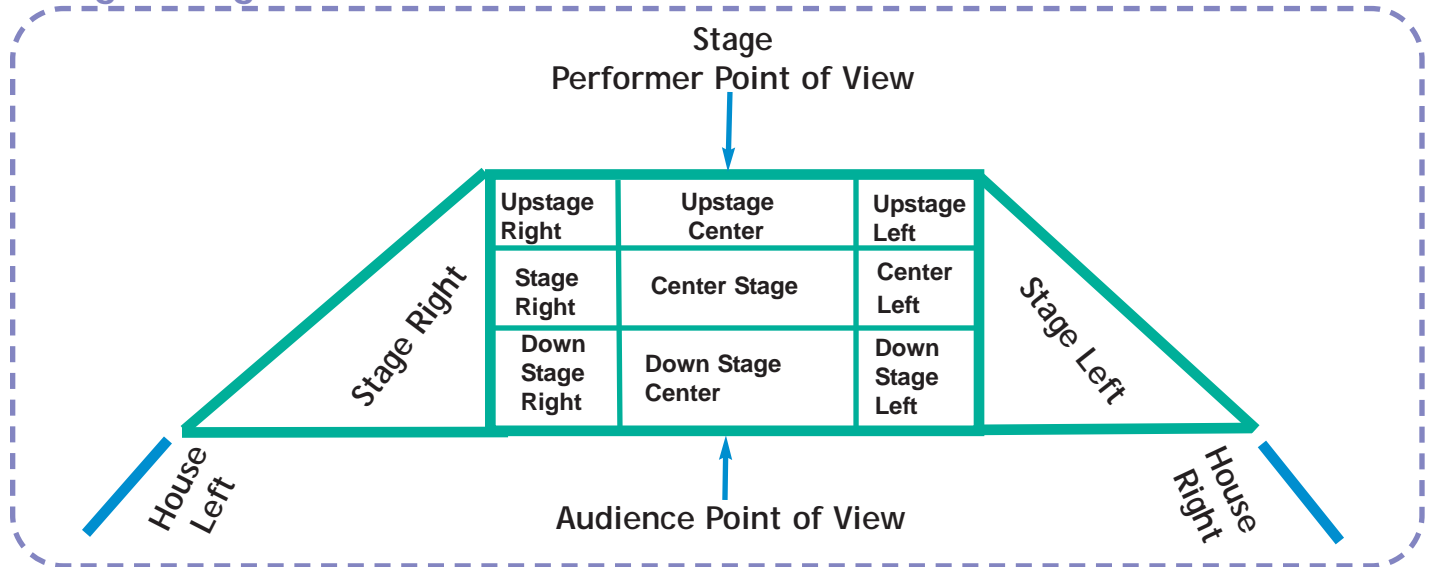 Stage
Performer Point of View
Upstage
Right
Upstage
Center
Upstage
Left
Stage
Right
Center Stage
Center
Left
Down
Stage
Right
Down Stage
Center
Down
Stage
Left
Stage Right
Stage Left
House
Left
House
Right
Audience Point of View